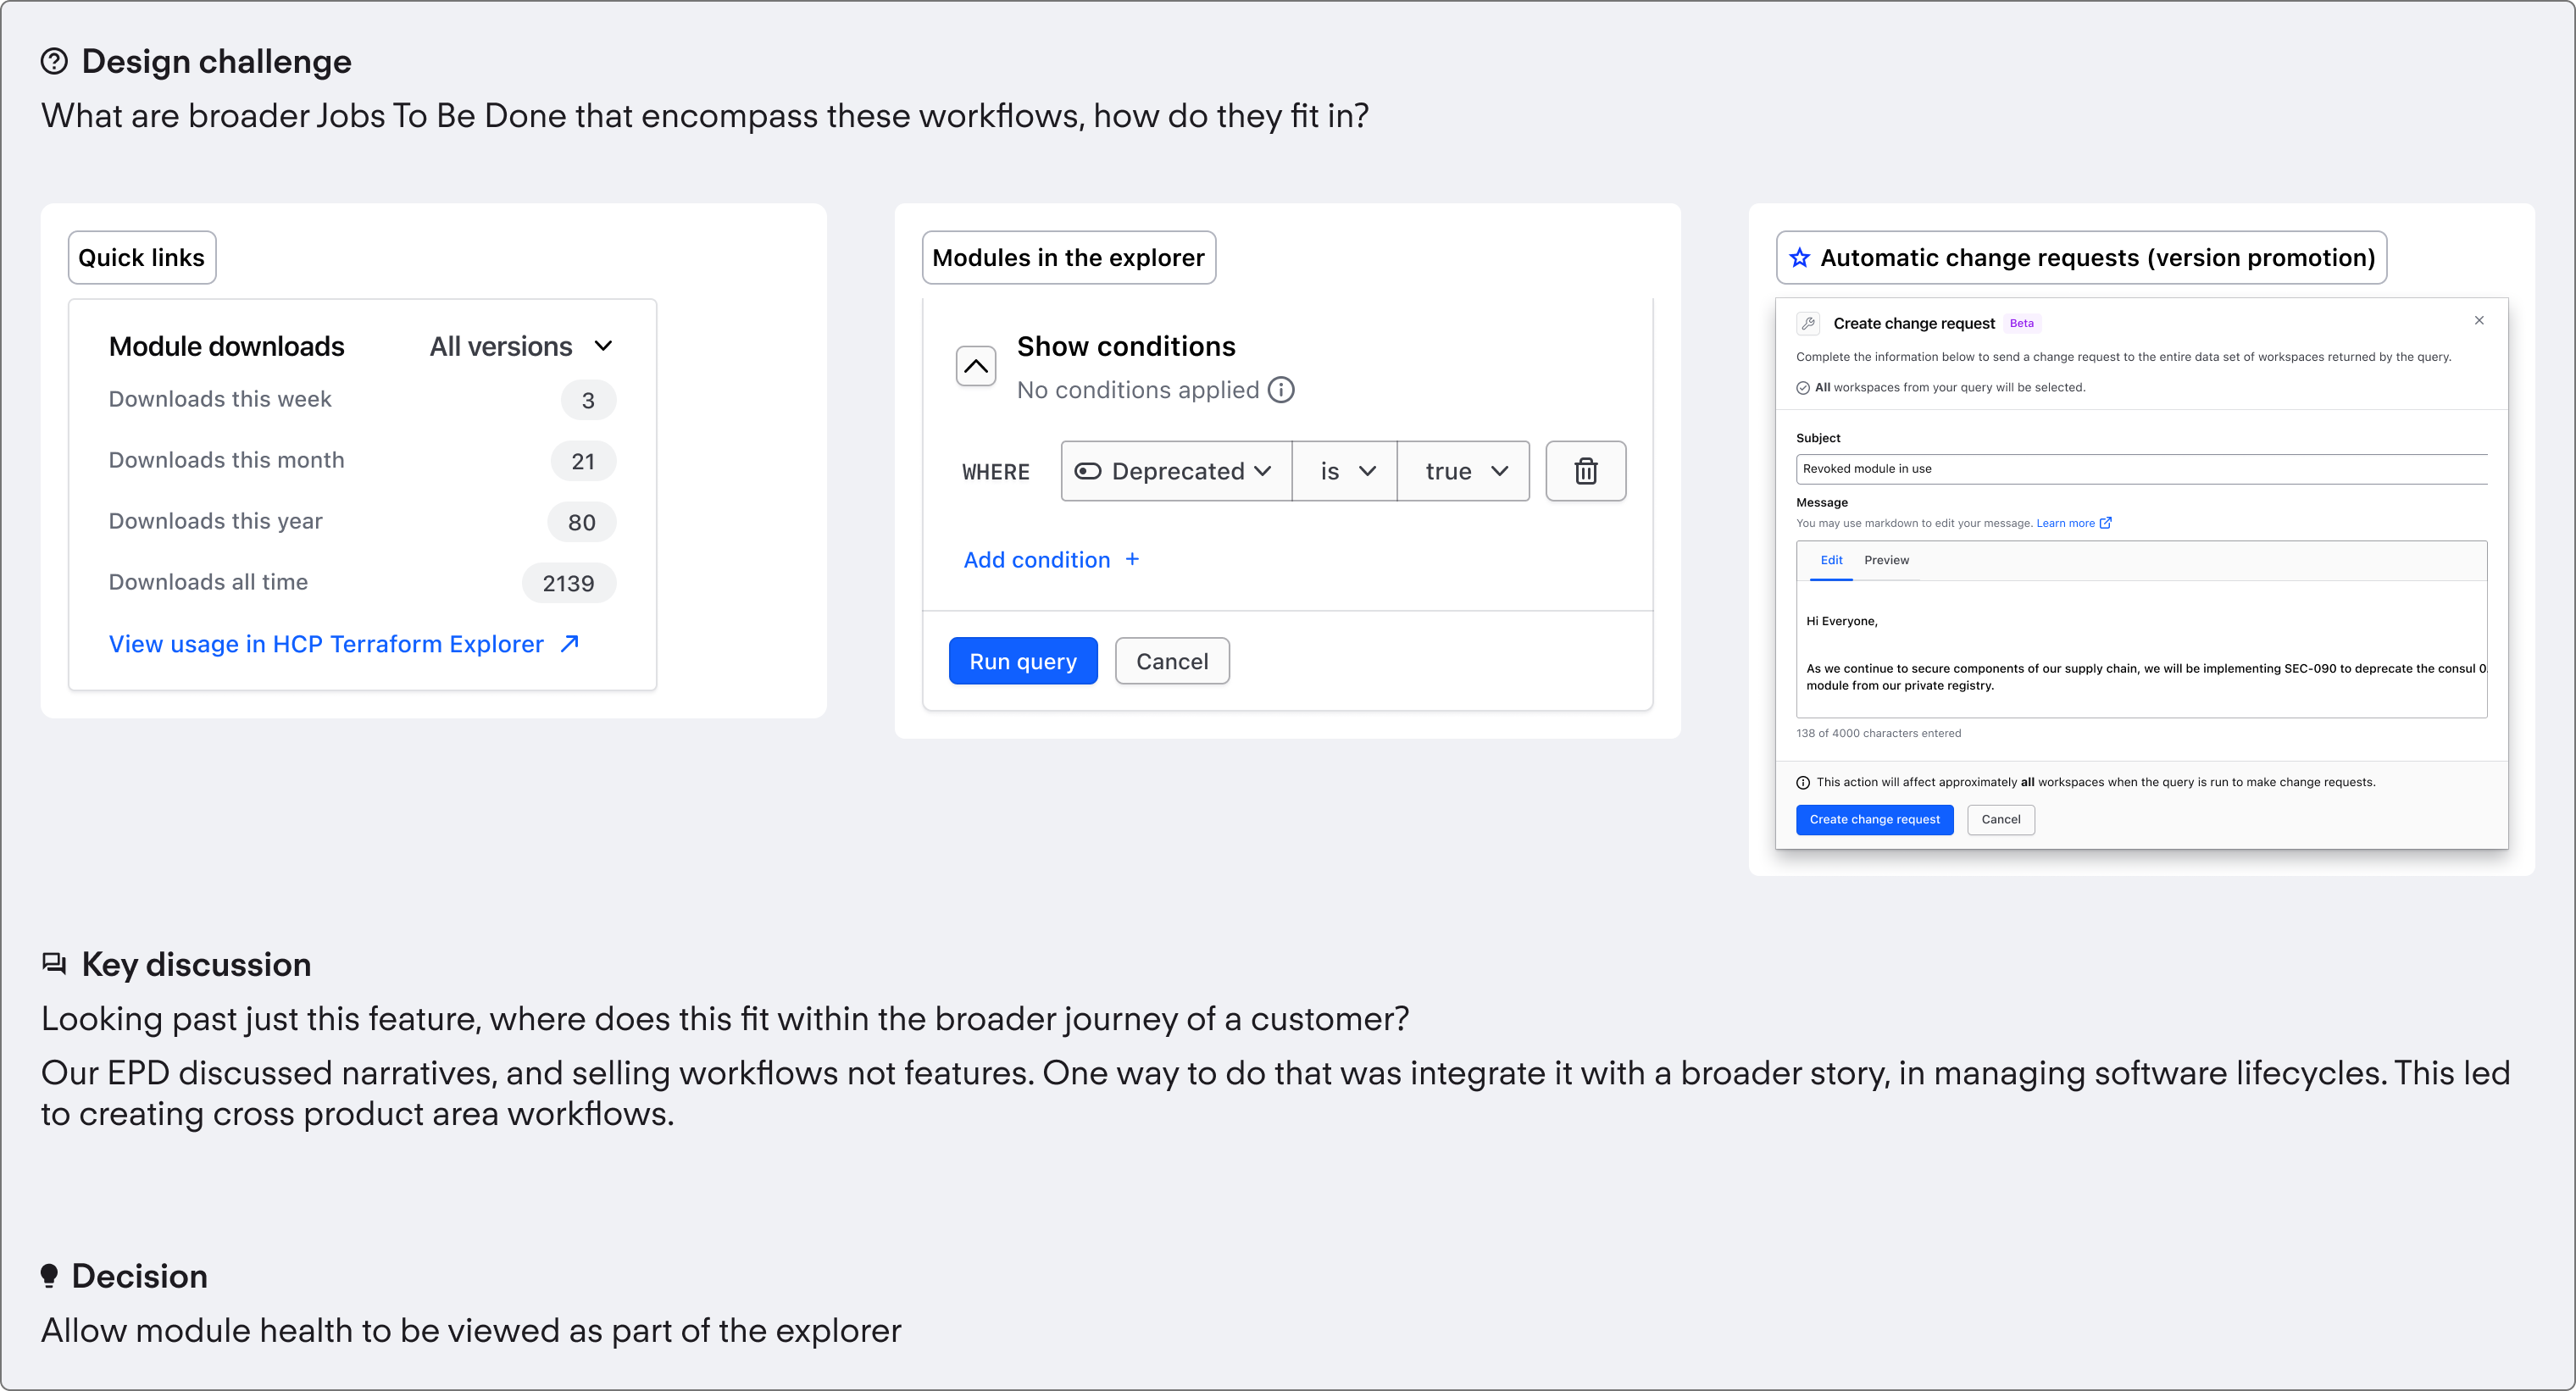 Design challenge
What are broader Jobs To Be Done that encompass these workflows, how do they fit in?
Quick links
Module downloads
All versions
Downloads this week
3
Downloads this month
21
Downloads this year
80
Downloads all time
2139
View usage in HCP Terraform Explorer
Modules in the explorer
Show conditions
No conditions applied
WHERE
Deprecated
is
true
Add condition +
Run query
Cancel
Automatic change requests (version promotion)
Create change request
Beta
Complete the information below to send a change request to the entire data set of workspaces returned by the query.
All workspaces from your query will be selected.
Subject
Revoked module in use
Message
You may use markdown to edit your message. Learn more
Edit
Preview
Hi Everyone,
As we continue to secure components of our supply chain, we will be implementing SEC-090 to deprecate the consul 0.
module from our private registry.
138 of 4000 characters entered
This action will affect approximately all workspaces when the query is run to make change requests.
Create change request
Cancel
Key discussion
Looking past just this feature, where does this fit within the broader journey of a customer?
Our EPD discussed narratives, and selling workflows not features. One way to do that was integrate it with a broader story, in managing software lifecycles. This led
to creating cross product area workflows.
Decision
Allow module health to be viewed as part of the explorer